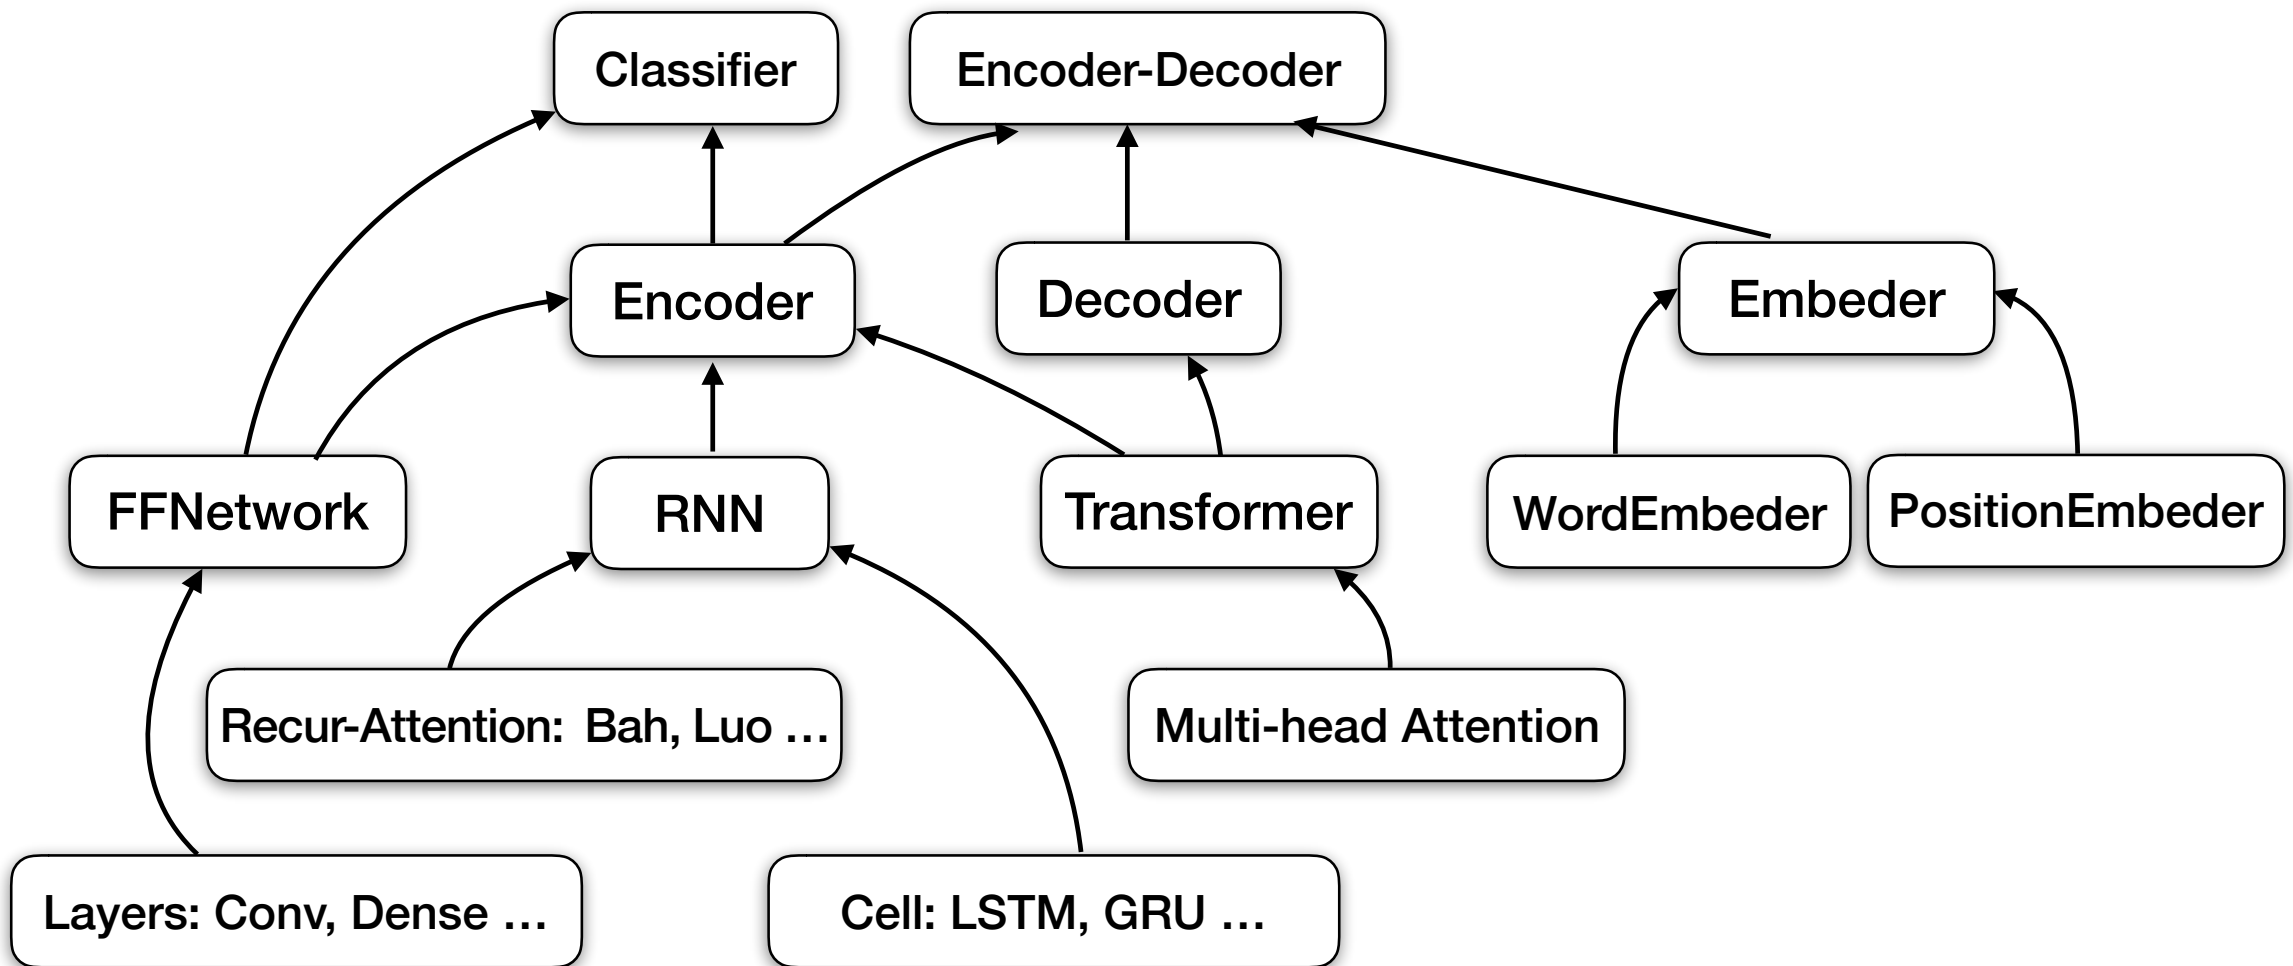 Classifier
Encoder-Decoder
Encoder
Decoder
Embeder
FFNetwork
RNN
Transformer
WordEmbeder
PositionEmbeder
Recur-Attention: Bah, Luo ...
Multi-head Attention
Layers: Conv, Dense ...
Cell: LSTM, GRU ...